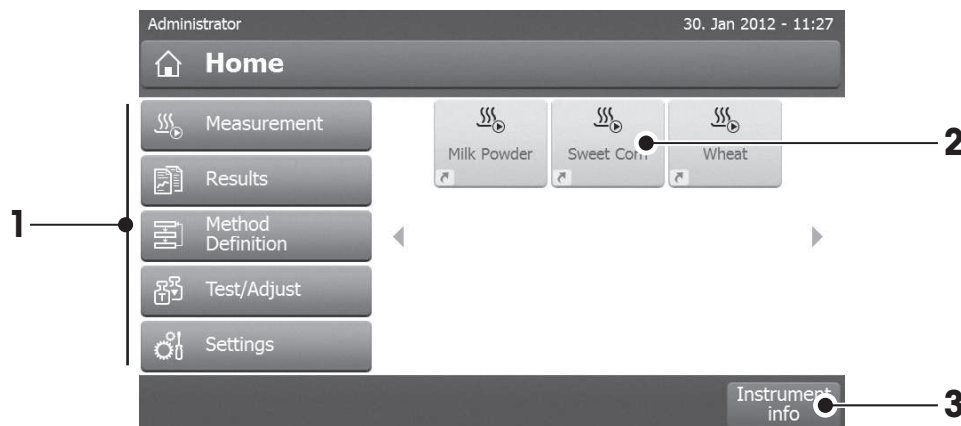 Administrator 30. Jan 2012 - 11:27
Home
Measurement
Results
Method
Definition
Test/Adjust
Settings
Milk Powder
Sweet Corn
Wheat
Instrument
info
1
2
3